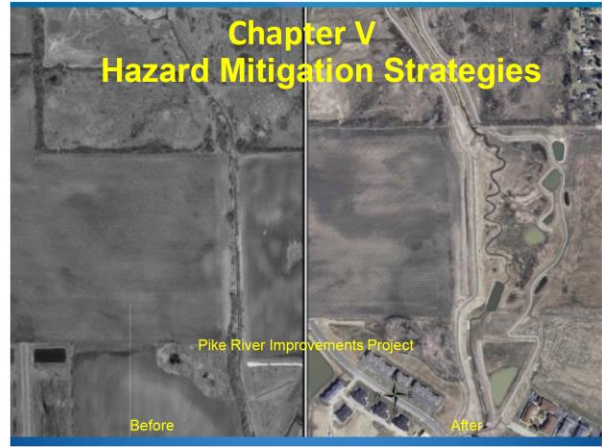 Chapter V
Hazard Mitigation Strategies
Pike River Improvements Project
Before
After